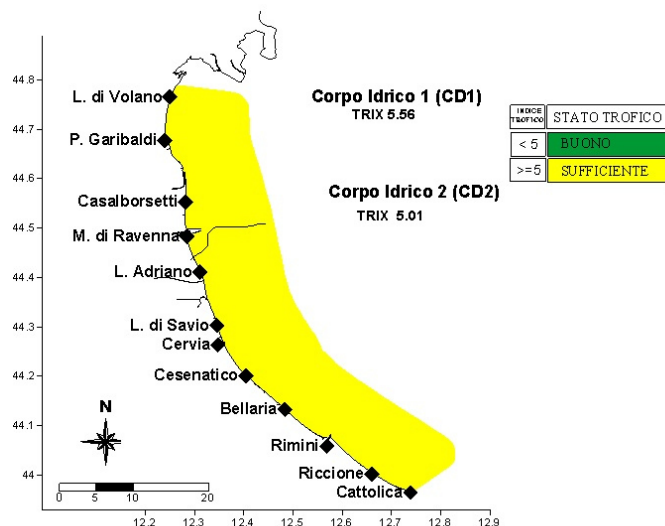 44.8
44.7
44.6
44.5
44.4
44.3
44.2
44.1
44
12.2 12.3 12.4 12.5 12.6 12.7 12.8 12.9
L. di Volano
P. Garibaldi
Casalborsetti
M. di Ravenna
L. Adriano
L. di Savio
Cervia
Cesenatico
Bellaria
Rimini
Riccione
Cattolica
Corpo Idrico 1 (CD1)
TRIX 5.56
Corpo Idrico 2 (CD2)
TRIX 5.01
INDICE TROFICO STATO TROFICO
< 5 BUONO
>=5 SUFFICIENTE
N
0 5 10 20